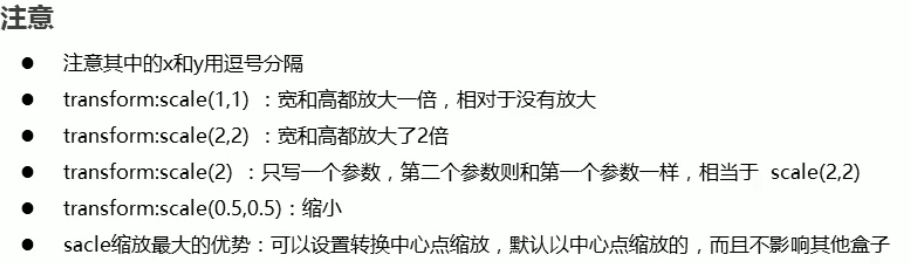 注意
● 注意其中的x和y用逗号分隔
● transform:scale(1,1) ：宽和高都放大一倍，相对于没有放大
● transform:scale(2,2) ：宽和高都放大了2倍
● transform:scale(2) ：只写一个参数，第二个参数则和第一个参数一样，相当于 scale(2,2)
● transform:scale(0.5,0.5)：缩小
● sacle缩放最大的优势：可以设置转换中心点缩放，默认以中心点缩放的，而且不影响其他盒子